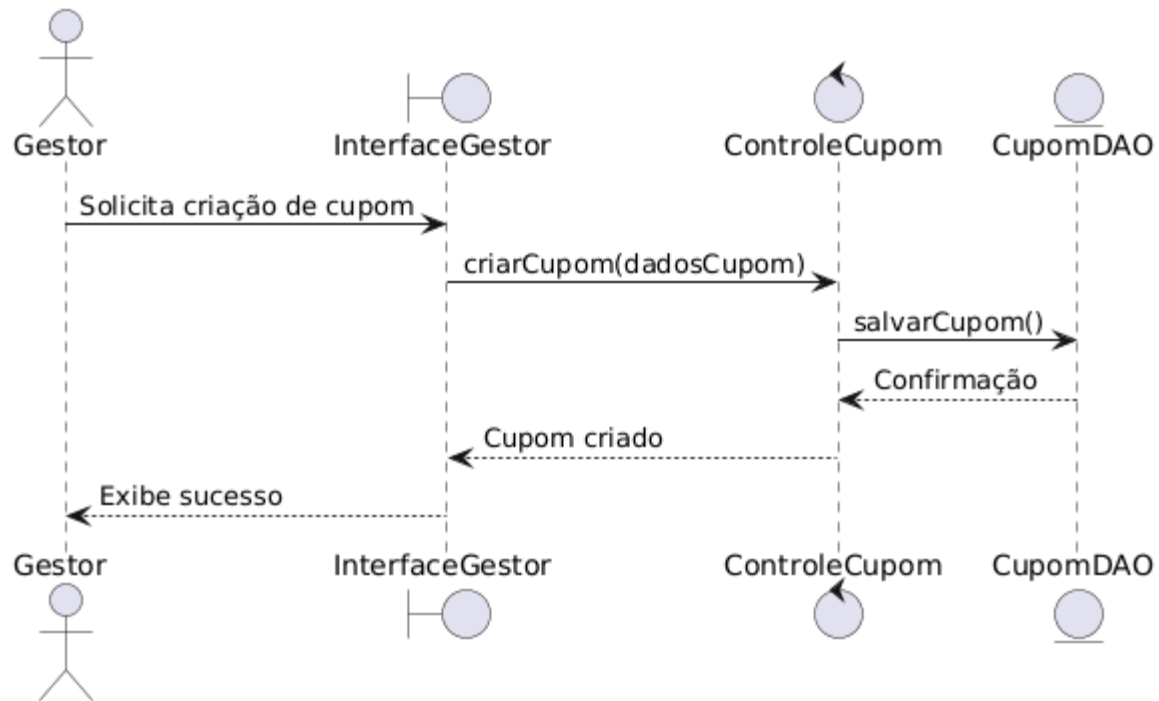 Gestor
InterfaceGestor
ControleCupom
CupomDAO
Solicita criação de cupom
criarCupom(dadosCupom)
salvarCupom()
Confirmação
Cupom criado
Exibe sucesso
Gestor
InterfaceGestor
ControleCupom
CupomDAO